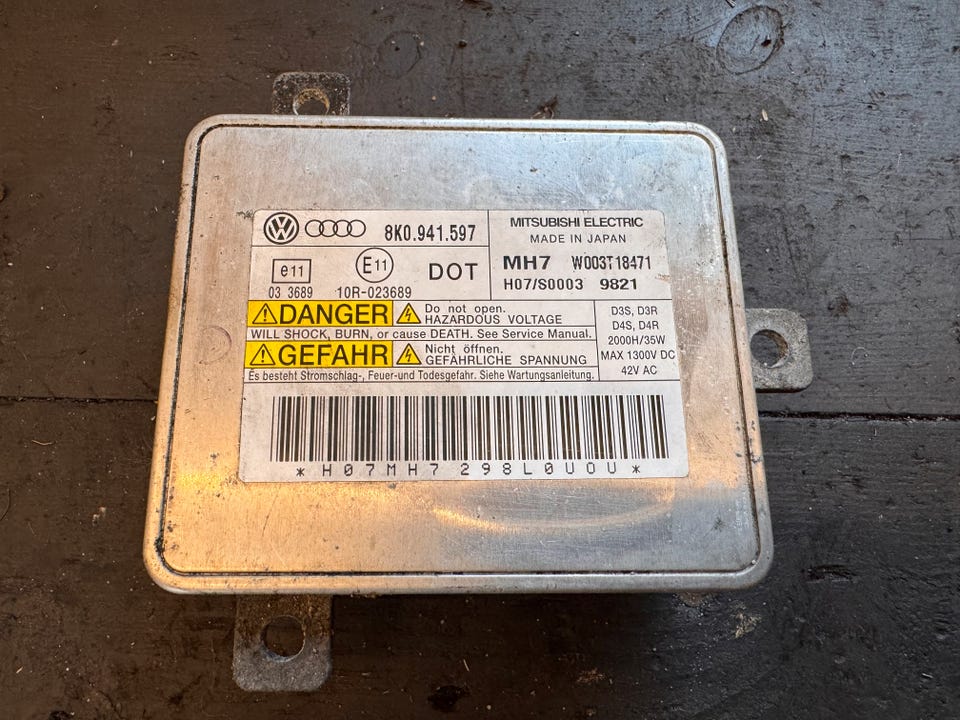 8K0.941.597
e11
03 3689
E11
10R-023689
DOT
MITSUBISHI ELECTRIC
MADE IN JAPAN
MH7 W003T18471
H07/S0003 9821
DANGER
Do not open.
HAZARDOUS VOLTAGE
WILL SHOCK, BURN, or cause DEATH. See Service Manual.
GEFAHR
Nicht öffnen.
GEFÄHRLICHE SPANNUNG
Es besteht Stromschlag-, Feuer-und Todesgefahr. Siehe Wartungsanleitung.
D3S, D3R
D4S, D4R
2000H/35W
MAX 1300V DC
42V AC
*H07MH7298L0U0U*